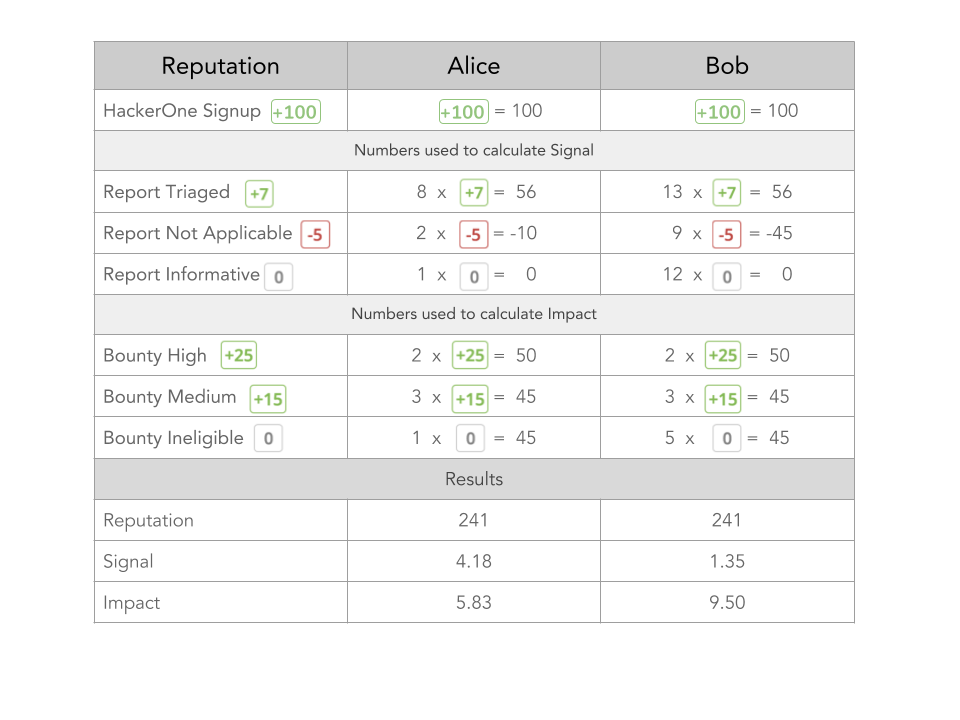 Reputation Alice Bob
HackerOne Signup +100 +100 = 100 +100 = 100
Numbers used to calculate Signal
Report Triaged +7 8 x +7 = 56 13 x +7 = 56
Report Not Applicable -5 2 x -5 = -10 9 x -5 = -45
Report Informative 0 1 x 0 = 0 12 x 0 = 0
Numbers used to calculate Impact
Bounty High +25 2 x +25 = 50 2 x +25 = 50
Bounty Medium +15 3 x +15 = 45 3 x +15 = 45
Bounty Ineligible 0 1 x 0 = 45 5 x 0 = 45
Results
Reputation 241 241
Signal 4.18 1.35
Impact 5.83 9.50